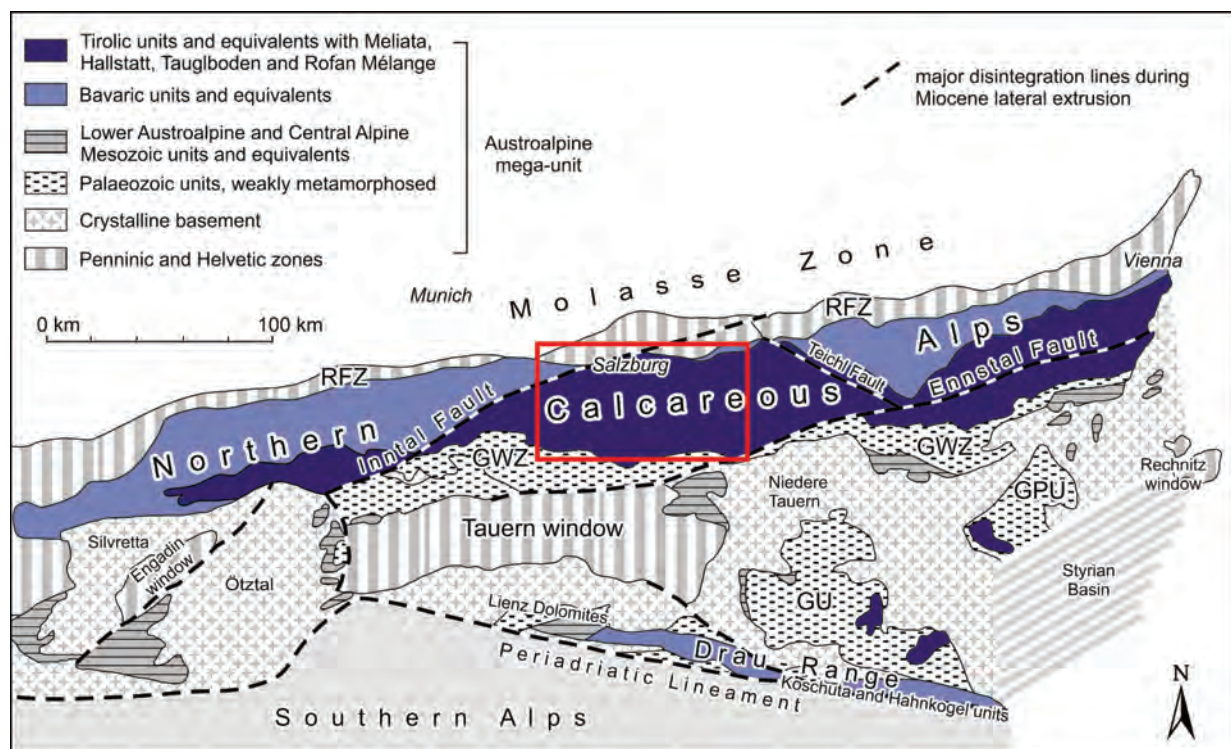 Tirolic units and equivalents with Meliata,
Hallstatt, Tauglboden and Rofan Mélange
Bavaric units and equivalents
Lower Austroalpine and Central Alpine
Mesozoic units and equivalents
Palaeozoic units, weakly metamorphosed
Crystalline basement
Penninic and Helvetic zones
Austroalpine
mega-unit
major disintegration lines during
Miocene lateral extrusion
0 km
100 km
Munich
Molasse Zone
Vienna
RFZ
RFZ
Salzburg
Teichl Fault
Ennstal Fault
Inntal Fault
Northern Calcareous Alps
GWZ
GWZ
Niedere
Tauern
GPU
Rechnitz
window
Silvretta
Engadin
window
Ötztal
Tauern window
Styrian
Basin
GU
Lienz Dolomites
Drau Range
Periadriatic Lineament
Koschuta and Hahnkogel units
Southern Alps
N